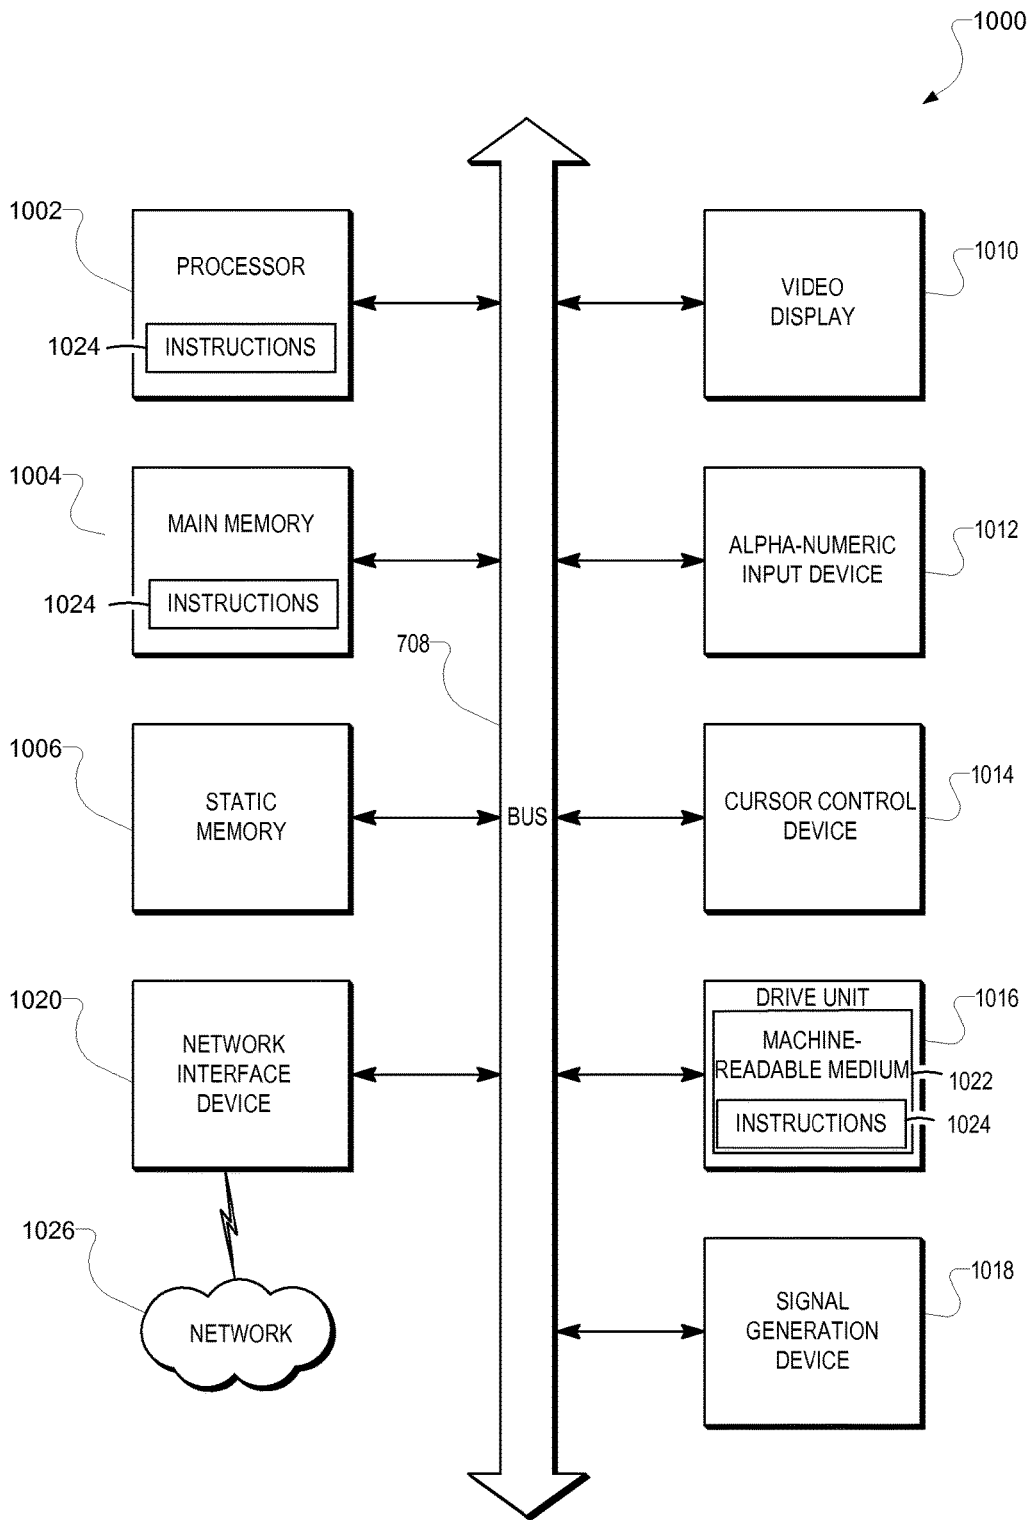 1000
1002
PROCESSOR
1024
INSTRUCTIONS
1010
VIDEO
DISPLAY
1004
MAIN MEMORY
1024
INSTRUCTIONS
1012
ALPHA-NUMERIC
INPUT DEVICE
708
1006
STATIC
MEMORY
BUS
1014
CURSOR CONTROL
DEVICE
1020
NETWORK
INTERFACE
DEVICE
1016
DRIVE UNIT
MACHINE-
READABLE MEDIUM
1022
INSTRUCTIONS
1024
1026
NETWORK
1018
SIGNAL
GENERATION
DEVICE